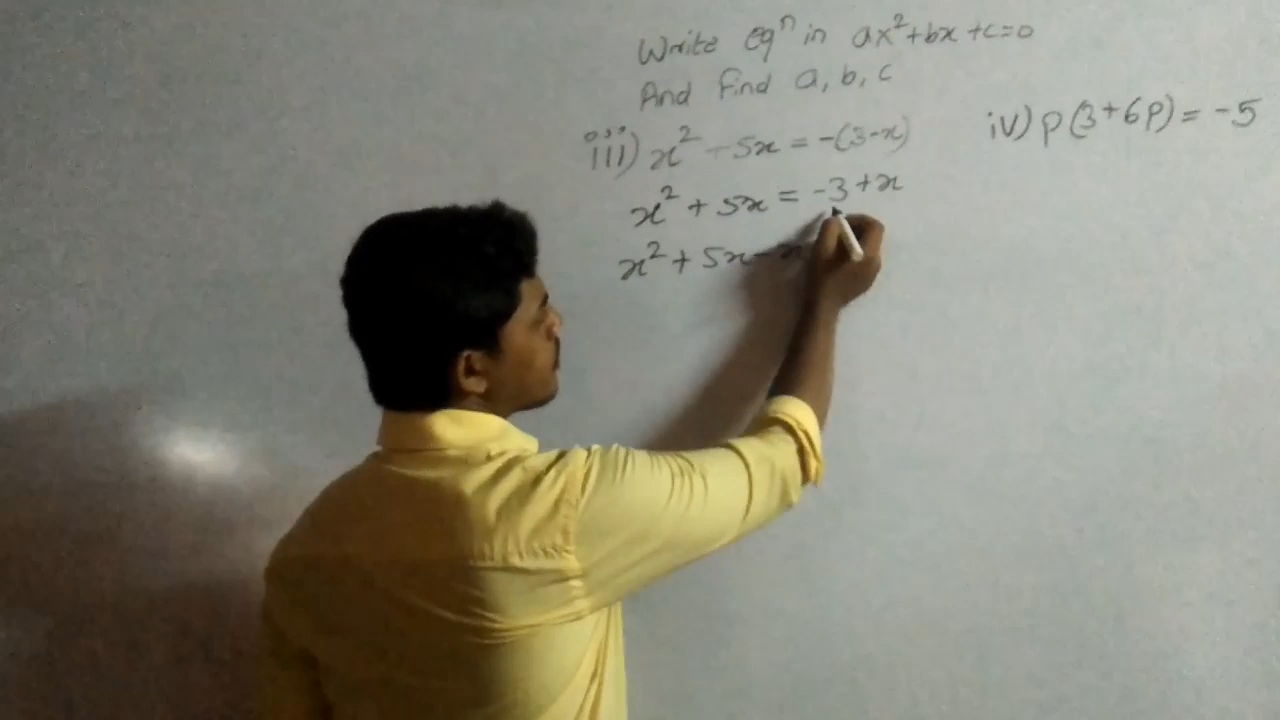 Write eqⁿ in ax²+bx+c=0
And find a, b, c
iii) x² +5x = -(3-x)
x² + 5x = -3+x
x² + 5x - x
iv) p(3+6p) = -5